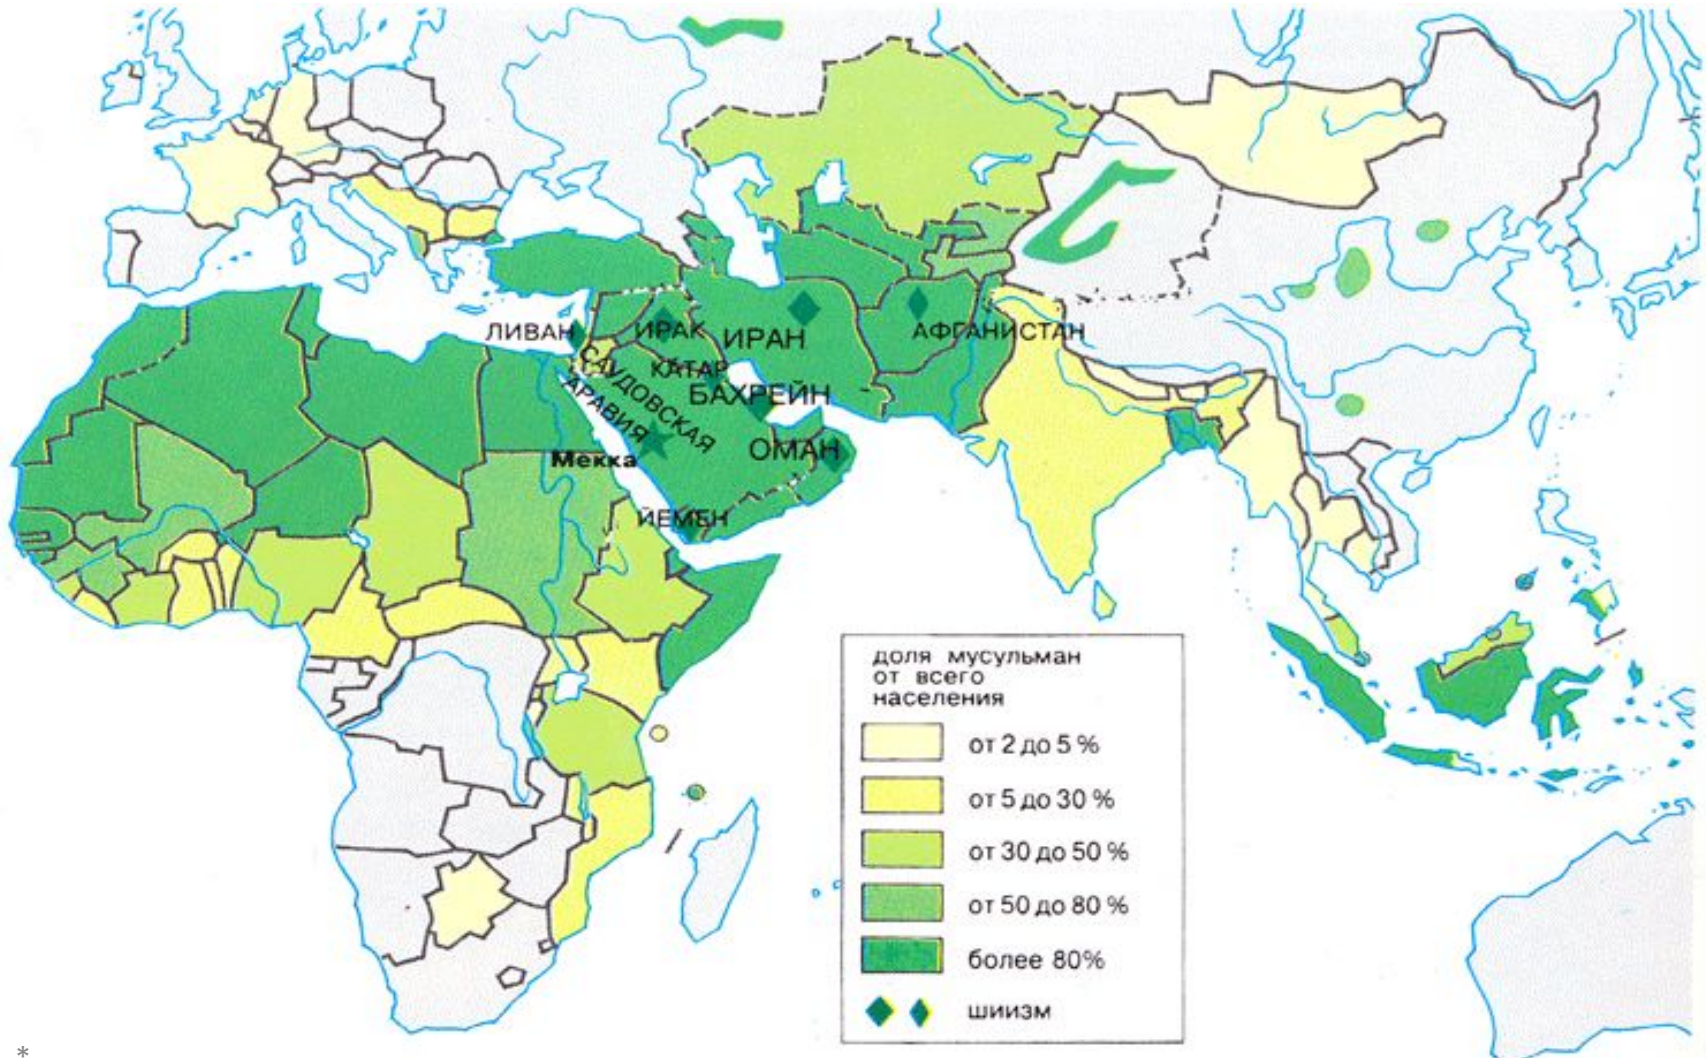 ЛИВАН
ИРАК
ИРАН
АФГАНИСТАН
КАТАР
САУДОВСКАЯ
АРАВИЯ
БАХРЕЙН
ОМАН
Мекка
ЙЕМЕН
доля мусульман
от всего
населения
от 2 до 5 %
от 5 до 30 %
от 30 до 50 %
от 50 до 80 %
более 80%
шиизм
*